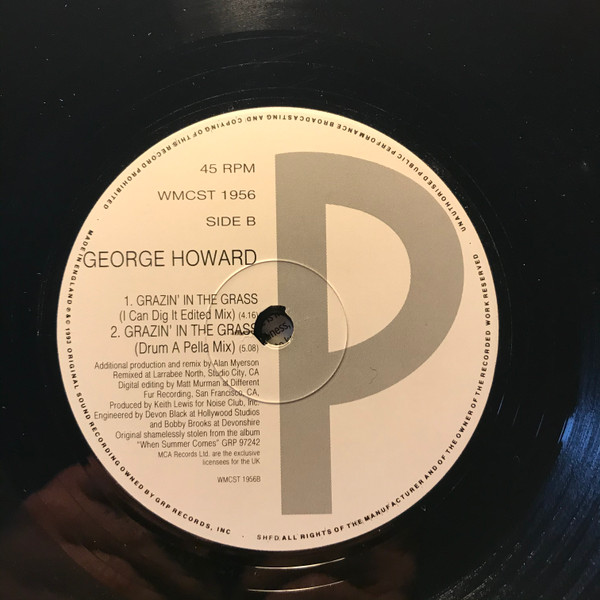 45 RPM
WMCST 1956
SIDE B
GEORGE HOWARD
1. GRAZIN' IN THE GRASS
(I Can Dig It Edited Mix) (4.16)
2. GRAZIN' IN THE GRASS
(Drum A Pella Mix) (5.08)
Additional production and remix by Alan Myerson
Remixed at Larrabee North, Studio City, CA
Digital editing by Matt Murman at Different
Fur Recording, San Francisco, CA,
Produced by Keith Lewis for Noise Club, Inc.
Engineered by Devon Black at Hollywood Studios
and Bobby Brooks at Devonshire
Original shamelessly stolen from the album
"When Summer Comes" GRP 97242
MCA Records Ltd. are the exclusive
licensees for the UK
WMCST 1956B
P
MADE IN ENGLAND · ℗ & © 1993 ORIGINAL SOUND RECORDING OWNED BY GRP RECORDS, INC · SHFD. ALL RIGHTS OF THE MANUFACTURER AND OF THE OWNER OF THE RECORDED WORK RESERVED · UNAUTHORISED PUBLIC PERFORMANCE BROADCASTING AND COPYING OF THIS RECORD PROHIBITED ·